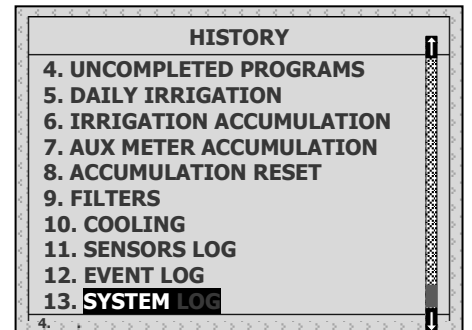 HISTORY
4. UNCOMPLETED PROGRAMS
5. DAILY IRRIGATION
6. IRRIGATION ACCUMULATION
7. AUX METER ACCUMULATION
8. ACCUMULATION RESET
9. FILTERS
10. COOLING
11. SENSORS LOG
12. EVENT LOG
13. SYSTEM LOG
4.